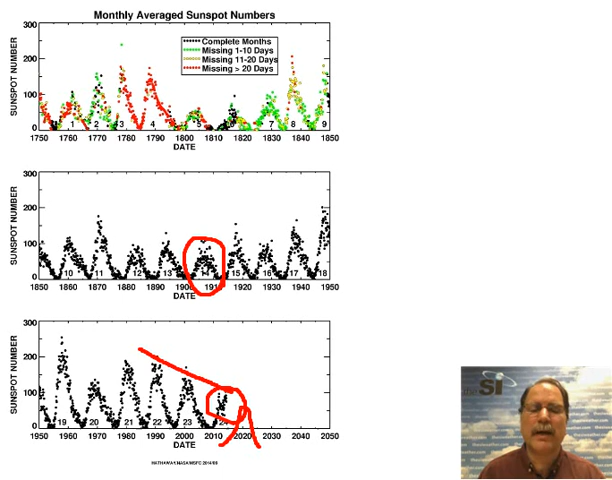 Monthly Averaged Sunspot Numbers
300
200
100
0
SUNSPOT NUMBER
Complete Months
Missing 1-10 Days
Missing 11-20 Days
Missing > 20 Days
1 2 3 4 5 7 8 9
1750 1760 1770 1780 1790 1800 1810 1820 1830 1840 1850
DATE
300
200
100
0
SUNSPOT NUMBER
10 11 12 13 14 15 16 17 18
1850 1860 1870 1880 1890 1900 1910 1920 1930 1940 1950
DATE
300
200
100
0
SUNSPOT NUMBER
19 20 21 22 23 24
1950 1960 1970 1980 1990 2000 2010 2020 2030 2040 2050
DATE
HATHAWAY/NASA/MSFC 2014/08
SI